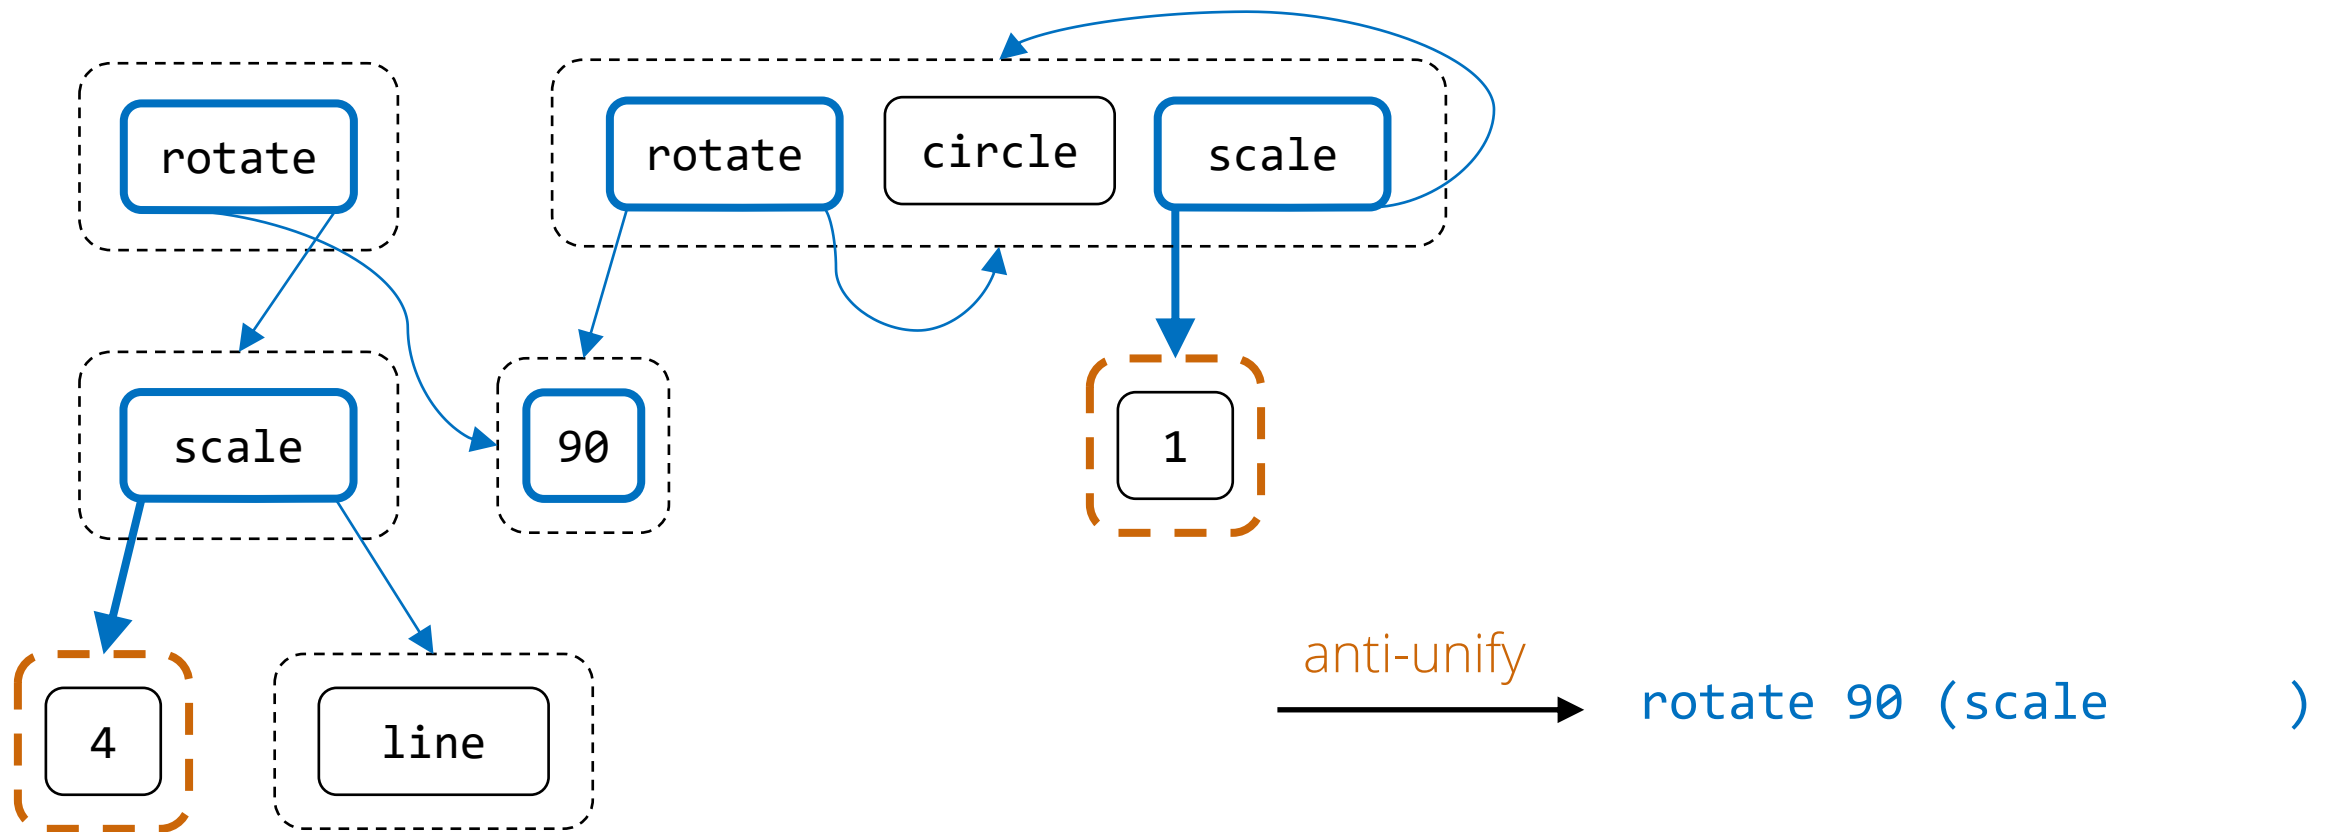 rotate
rotate
circle
scale
scale
90
1
4
line
anti-unify
rotate 90 (scale      )